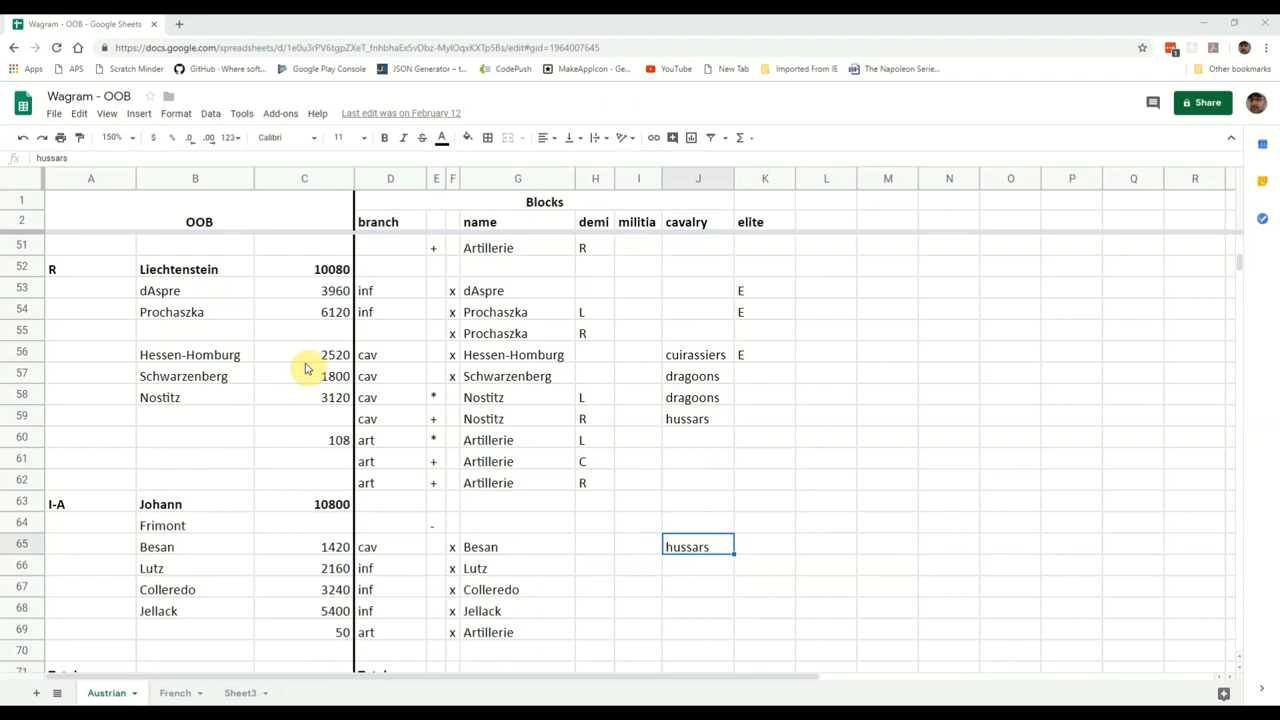 Wagram - OOB - Google Sheets
https://docs.google.com/spreadsheets/d/1e0u3rPV6tgpZXeT_fnhbhaEx5vDbz-MylOqxKXTp5Bs/edit#gid=1964007645
Apps APS Scratch Minder GitHub - Where softw... Google Play Console JSON Generator – t... CodePush MakeAppIcon - Ge... YouTube New Tab Imported From IE The Napoleon Serie... Other bookmarks
Wagram - OOB
File Edit View Insert Format Data Tools Add-ons Help Last edit was on February 12
Share
150% $ % .0 .00 123 Calibri 11 B I S A
fx hussars
A B C D E F G H I J K L M N O P Q R
1 Blocks
2 OOB branch name demi militia cavalry elite
51 + Artillerie R
52 R Liechtenstein 10080
53 dAspre 3960 inf x dAspre E
54 Prochaszka 6120 inf x Prochaszka L E
55 x Prochaszka R
56 Hessen-Homburg 2520 cav x Hessen-Homburg cuirassiers E
57 Schwarzenberg 1800 cav x Schwarzenberg dragoons
58 Nostitz 3120 cav * Nostitz L dragoons
59 cav + Nostitz R hussars
60 108 art * Artillerie L
61 art + Artillerie C
62 art + Artillerie R
63 I-A Johann 10800
64 Frimont -
65 Besan 1420 cav x Besan hussars
66 Lutz 2160 inf x Lutz
67 Colleredo 3240 inf x Colleredo
68 Jellack 5400 inf x Jellack
69 50 art x Artillerie
70
71
Austrian French Sheet3